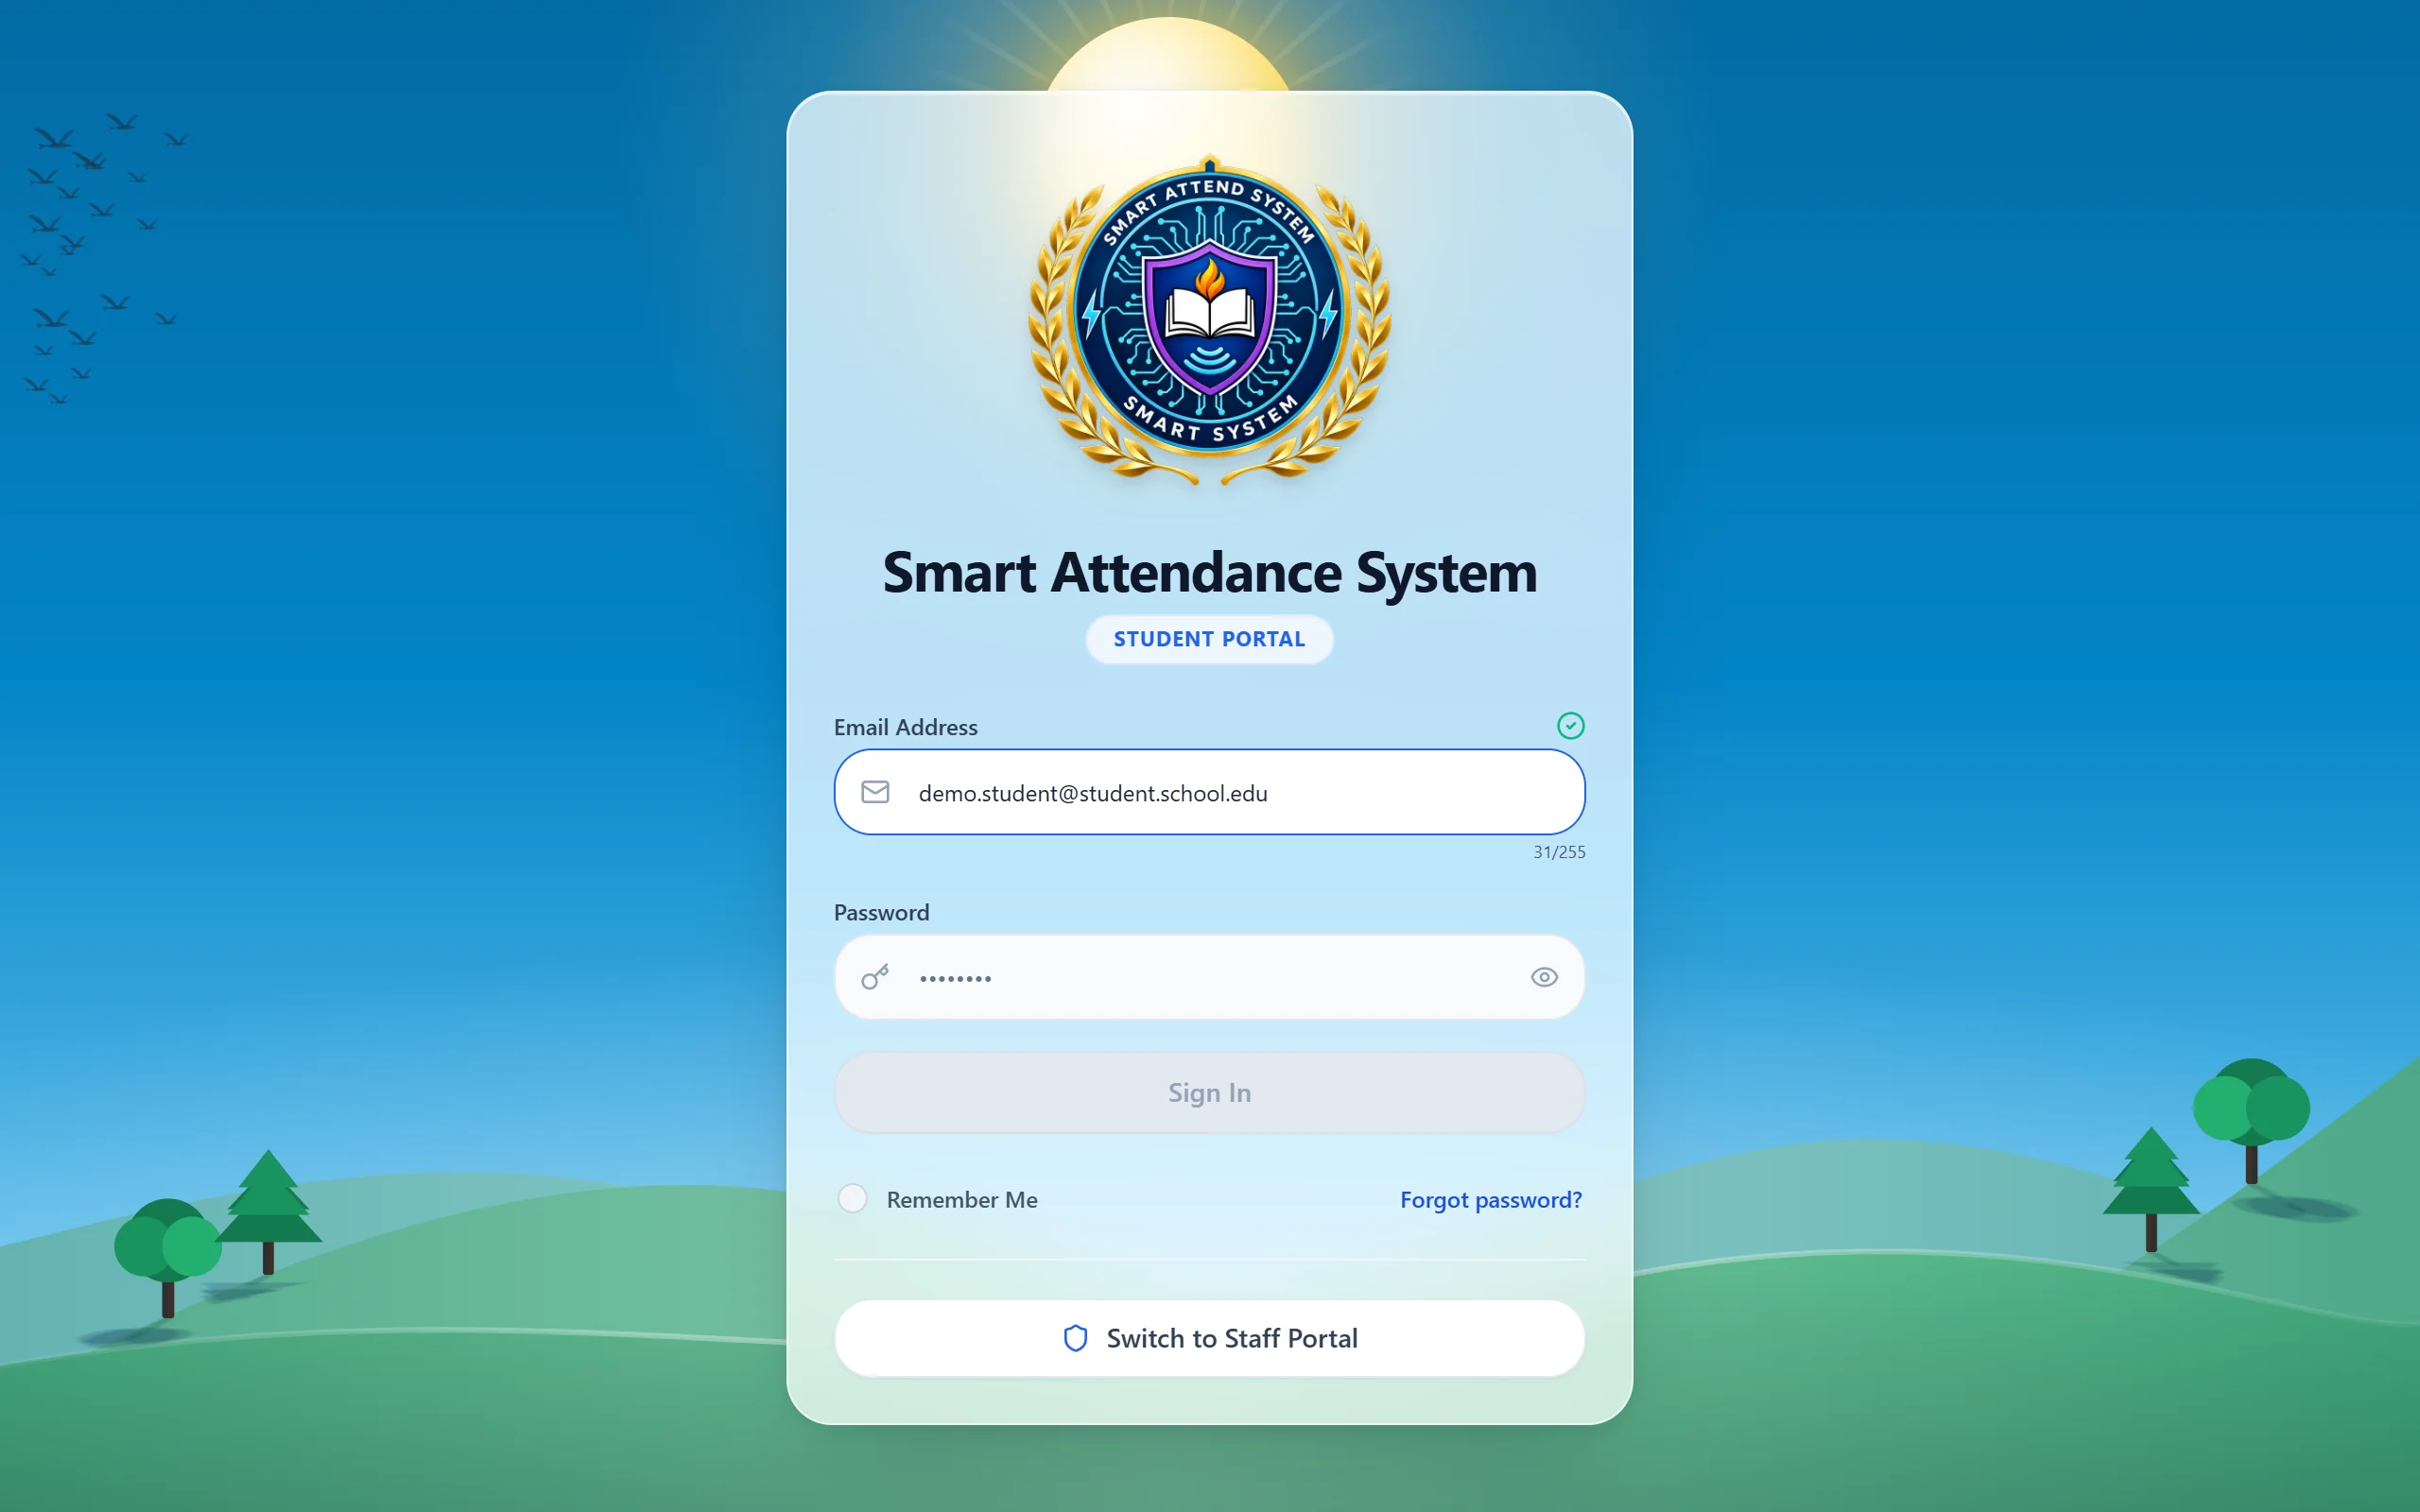 SMART ATTEND SYSTEM
SMART SYSTEM
Smart Attendance System
STUDENT PORTAL
Email Address
demo.student@student.school.edu
31/255
Password
••••••••
Sign In
Remember Me
Forgot password?
Switch to Staff Portal